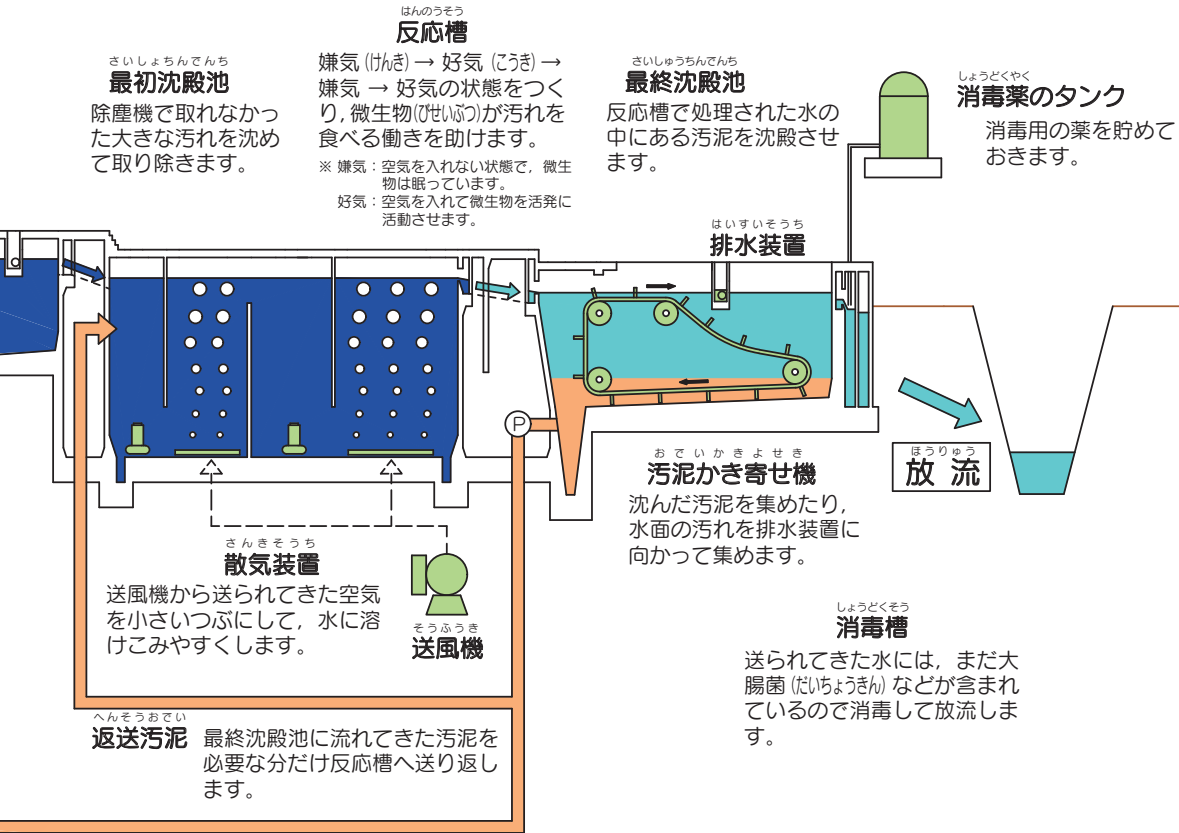 はんのうそう
反応槽
嫌気(けんき)→ 好気(こうき)→
嫌気 → 好気の状態をつく
り,微生物(びせいぶつ)が汚れを
食べる働きを助けます。
※ 嫌気：空気を入れない状態で，微生
物は眠っています。
好気：空気を入れて微生物を活発に
活動させます。
さいしょちんでんち
最初沈殿池
除塵機で取れなかっ
た大きな汚れを沈め
て取り除きます。
さいしゅうちんでんち
最終沈殿池
反応槽で処理された水の
中にある汚泥を沈殿させ
ます。
しょうどくやく
消毒薬のタンク
消毒用の薬を貯めて
おきます。
はいすいそうち
排水装置
P
おでいかきよせき
汚泥かき寄せ機
沈んだ汚泥を集めたり，
水面の汚れを排水装置に
向かって集めます。
ほうりゅう
放流
さんきそうち
散気装置
送風機から送られてきた空気
を小さいつぶにして，水に溶
けこみやすくします。
そうふうき
送風機
しょうどくそう
消毒槽
送られてきた水には，まだ大
腸菌(だいちょうきん)などが含まれ
ているので消毒して放流しま
す。
へんそうおでい
返送汚泥
最終沈殿池に流れてきた汚泥を
必要な分だけ反応槽へ送り返し
ます。